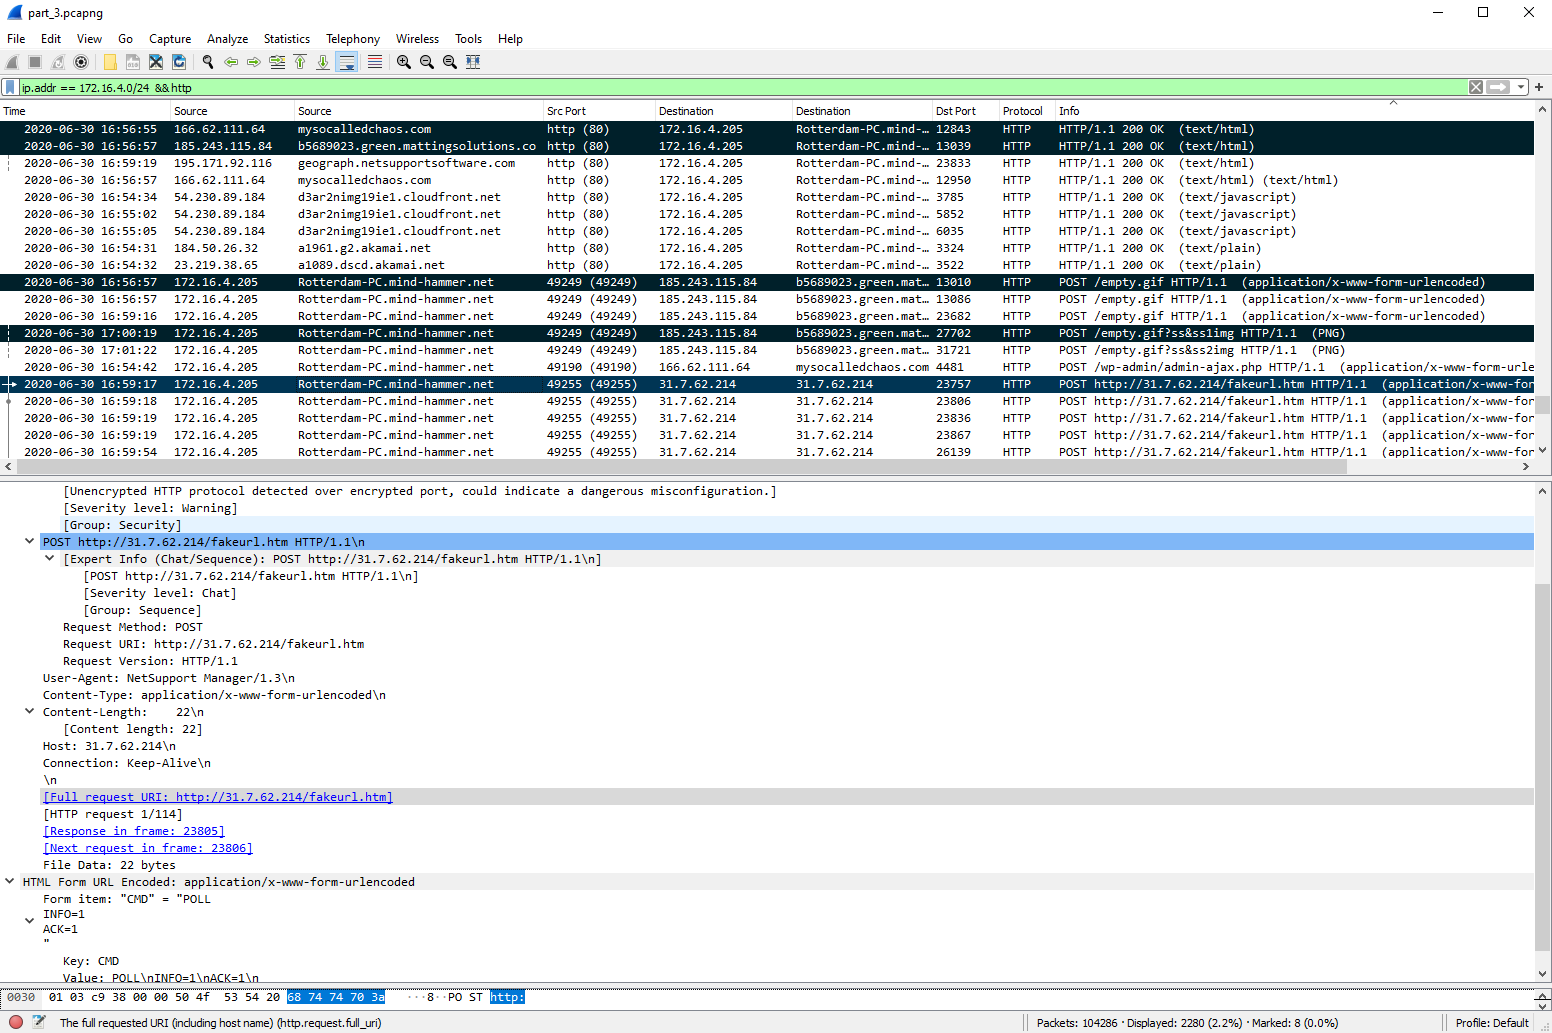 part_3.pcapng
File Edit View Go Capture Analyze Statistics Telephony Wireless Tools Help
ip.addr == 172.16.4.0/24 &&http
Time Source Source Src Port Destination Destination Dst Port Protocol Info
2020-06-30 16:56:55 166.62.111.64 mysocalledchaos.com http (80) 172.16.4.205 Rotterdam-PC.mind-… 12843 HTTP HTTP/1.1 200 OK (text/html)
2020-06-30 16:56:57 185.243.115.84 b5689023.green.mattingsolutions.co http (80) 172.16.4.205 Rotterdam-PC.mind-… 13039 HTTP HTTP/1.1 200 OK (text/html)
2020-06-30 16:59:19 195.171.92.116 geograph.netsupportsoftware.com http (80) 172.16.4.205 Rotterdam-PC.mind-… 23833 HTTP HTTP/1.1 200 OK (text/html)
2020-06-30 16:56:57 166.62.111.64 mysocalledchaos.com http (80) 172.16.4.205 Rotterdam-PC.mind-… 12950 HTTP HTTP/1.1 200 OK (text/html) (text/html)
2020-06-30 16:54:34 54.230.89.184 d3ar2nimg19ie1.cloudfront.net http (80) 172.16.4.205 Rotterdam-PC.mind-… 3785 HTTP HTTP/1.1 200 OK (text/javascript)
2020-06-30 16:55:02 54.230.89.184 d3ar2nimg19ie1.cloudfront.net http (80) 172.16.4.205 Rotterdam-PC.mind-… 5852 HTTP HTTP/1.1 200 OK (text/javascript)
2020-06-30 16:55:05 54.230.89.184 d3ar2nimg19ie1.cloudfront.net http (80) 172.16.4.205 Rotterdam-PC.mind-… 6035 HTTP HTTP/1.1 200 OK (text/javascript)
2020-06-30 16:54:31 184.50.26.32 a1961.g2.akamai.net http (80) 172.16.4.205 Rotterdam-PC.mind-… 3324 HTTP HTTP/1.1 200 OK (text/plain)
2020-06-30 16:54:32 23.219.38.65 a1089.dscd.akamai.net http (80) 172.16.4.205 Rotterdam-PC.mind-… 3522 HTTP HTTP/1.1 200 OK (text/plain)
2020-06-30 16:56:57 172.16.4.205 Rotterdam-PC.mind-hammer.net 49249 (49249) 185.243.115.84 b5689023.green.mat… 13010 HTTP POST /empty.gif HTTP/1.1 (application/x-www-form-urlencoded)
2020-06-30 16:56:57 172.16.4.205 Rotterdam-PC.mind-hammer.net 49249 (49249) 185.243.115.84 b5689023.green.mat… 13086 HTTP POST /empty.gif HTTP/1.1 (application/x-www-form-urlencoded)
2020-06-30 16:59:16 172.16.4.205 Rotterdam-PC.mind-hammer.net 49249 (49249) 185.243.115.84 b5689023.green.mat… 23682 HTTP POST /empty.gif HTTP/1.1 (application/x-www-form-urlencoded)
2020-06-30 17:00:19 172.16.4.205 Rotterdam-PC.mind-hammer.net 49249 (49249) 185.243.115.84 b5689023.green.mat… 27702 HTTP POST /empty.gif?ss&ss1img HTTP/1.1 (PNG)
2020-06-30 17:01:22 172.16.4.205 Rotterdam-PC.mind-hammer.net 49249 (49249) 185.243.115.84 b5689023.green.mat… 31721 HTTP POST /empty.gif?ss&ss2img HTTP/1.1 (PNG)
2020-06-30 16:54:42 172.16.4.205 Rotterdam-PC.mind-hammer.net 49190 (49190) 166.62.111.64 mysocalledchaos.com 4481 HTTP POST /wp-admin/admin-ajax.php HTTP/1.1 (application/x-www-form-urle
2020-06-30 16:59:17 172.16.4.205 Rotterdam-PC.mind-hammer.net 49255 (49255) 31.7.62.214 31.7.62.214 23757 HTTP POST http://31.7.62.214/fakeurl.htm HTTP/1.1 (application/x-www-for
2020-06-30 16:59:18 172.16.4.205 Rotterdam-PC.mind-hammer.net 49255 (49255) 31.7.62.214 31.7.62.214 23806 HTTP POST http://31.7.62.214/fakeurl.htm HTTP/1.1 (application/x-www-for
2020-06-30 16:59:19 172.16.4.205 Rotterdam-PC.mind-hammer.net 49255 (49255) 31.7.62.214 31.7.62.214 23836 HTTP POST http://31.7.62.214/fakeurl.htm HTTP/1.1 (application/x-www-for
2020-06-30 16:59:19 172.16.4.205 Rotterdam-PC.mind-hammer.net 49255 (49255) 31.7.62.214 31.7.62.214 23867 HTTP POST http://31.7.62.214/fakeurl.htm HTTP/1.1 (application/x-www-for
2020-06-30 16:59:54 172.16.4.205 Rotterdam-PC.mind-hammer.net 49255 (49255) 31.7.62.214 31.7.62.214 26139 HTTP POST http://31.7.62.214/fakeurl.htm HTTP/1.1 (application/x-www-for
[Unencrypted HTTP protocol detected over encrypted port, could indicate a dangerous misconfiguration.]
[Severity level: Warning]
[Group: Security]
POST http://31.7.62.214/fakeurl.htm HTTP/1.1\n
[Expert Info (Chat/Sequence): POST http://31.7.62.214/fakeurl.htm HTTP/1.1\n]
[POST http://31.7.62.214/fakeurl.htm HTTP/1.1\n]
[Severity level: Chat]
[Group: Sequence]
Request Method: POST
Request URI: http://31.7.62.214/fakeurl.htm
Request Version: HTTP/1.1
User-Agent: NetSupport Manager/1.3\n
Content-Type: application/x-www-form-urlencoded\n
Content-Length: 22\n
[Content length: 22]
Host: 31.7.62.214\n
Connection: Keep-Alive\n
\n
[Full request URI: http://31.7.62.214/fakeurl.htm]
[HTTP request 1/114]
[Response in frame: 23805]
[Next request in frame: 23806]
File Data: 22 bytes
HTML Form URL Encoded: application/x-www-form-urlencoded
Form item: "CMD" = "POLL
INFO=1
ACK=1
"
Key: CMD
Value: POLL\nINFO=1\nACK=1\n
0030 01 03 c9 38 00 00 50 4f 53 54 20 68 74 74 70 3a ···8··PO ST http:
The full requested URI (including host name) (http.request.full_uri) Packets: 104286 · Displayed: 2280 (2.2%) · Marked: 8 (0.0%) Profile: Default